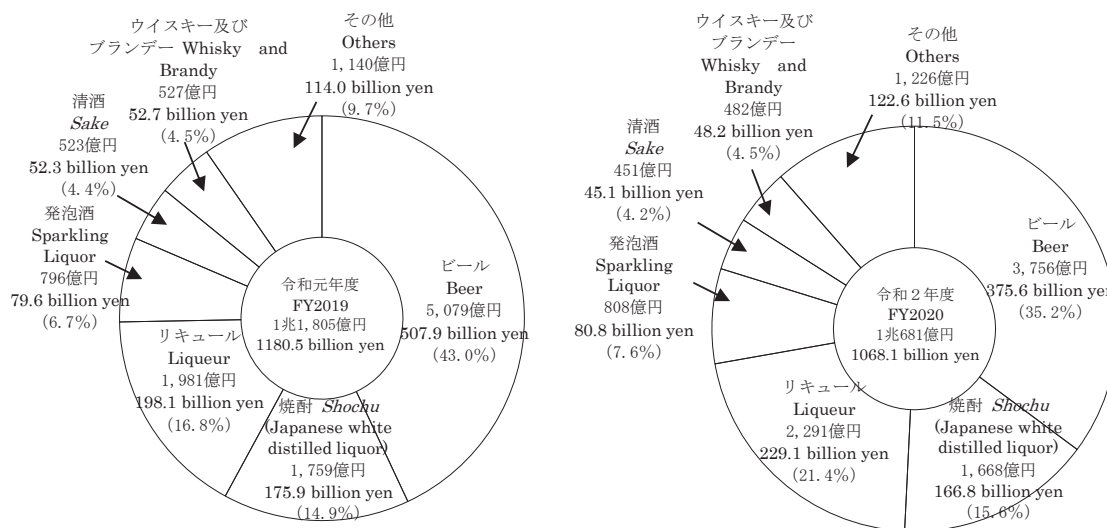 ウイスキー及び
ブランデー Whisky and
Brandy
527億円
52.7 billion yen
(4.5%)
その他
Others
1,140億円
114.0 billion yen
(9.7%)
清酒
Sake
523億円
52.3 billion yen
(4.4%)
発泡酒
Sparkling
Liquor
796億円
79.6 billion yen
(6.7%)
令和元年度
FY2019
1兆1,805億円
1180.5 billion yen
ビール
Beer
5,079億円
507.9 billion yen
(43.0%)
リキュール
Liqueur
1,981億円
198.1 billion yen
(16.8%)
焼酎 Shochu
(Japanese white
distilled liquor)
1,759億円
175.9 billion yen
(14.9%)
ウイスキー及び
ブランデー
Whisky and
Brandy
482億円
48.2 billion yen
(4.5%)
その他
Others
1,226億円
122.6 billion yen
(11.5%)
清酒
Sake
451億円
45.1 billion yen
(4.2%)
発泡酒
Sparkling
Liquor
808億円
80.8 billion yen
(7.6%)
令和2年度
FY2020
1兆681億円
1068.1 billion yen
ビール
Beer
3,756億円
375.6 billion yen
(35.2%)
リキュール
Liqueur
2,291億円
229.1 billion yen
(21.4%)
焼酎 Shochu
(Japanese white
distilled liquor)
1,668億円
166.8 billion yen
(15.6%)